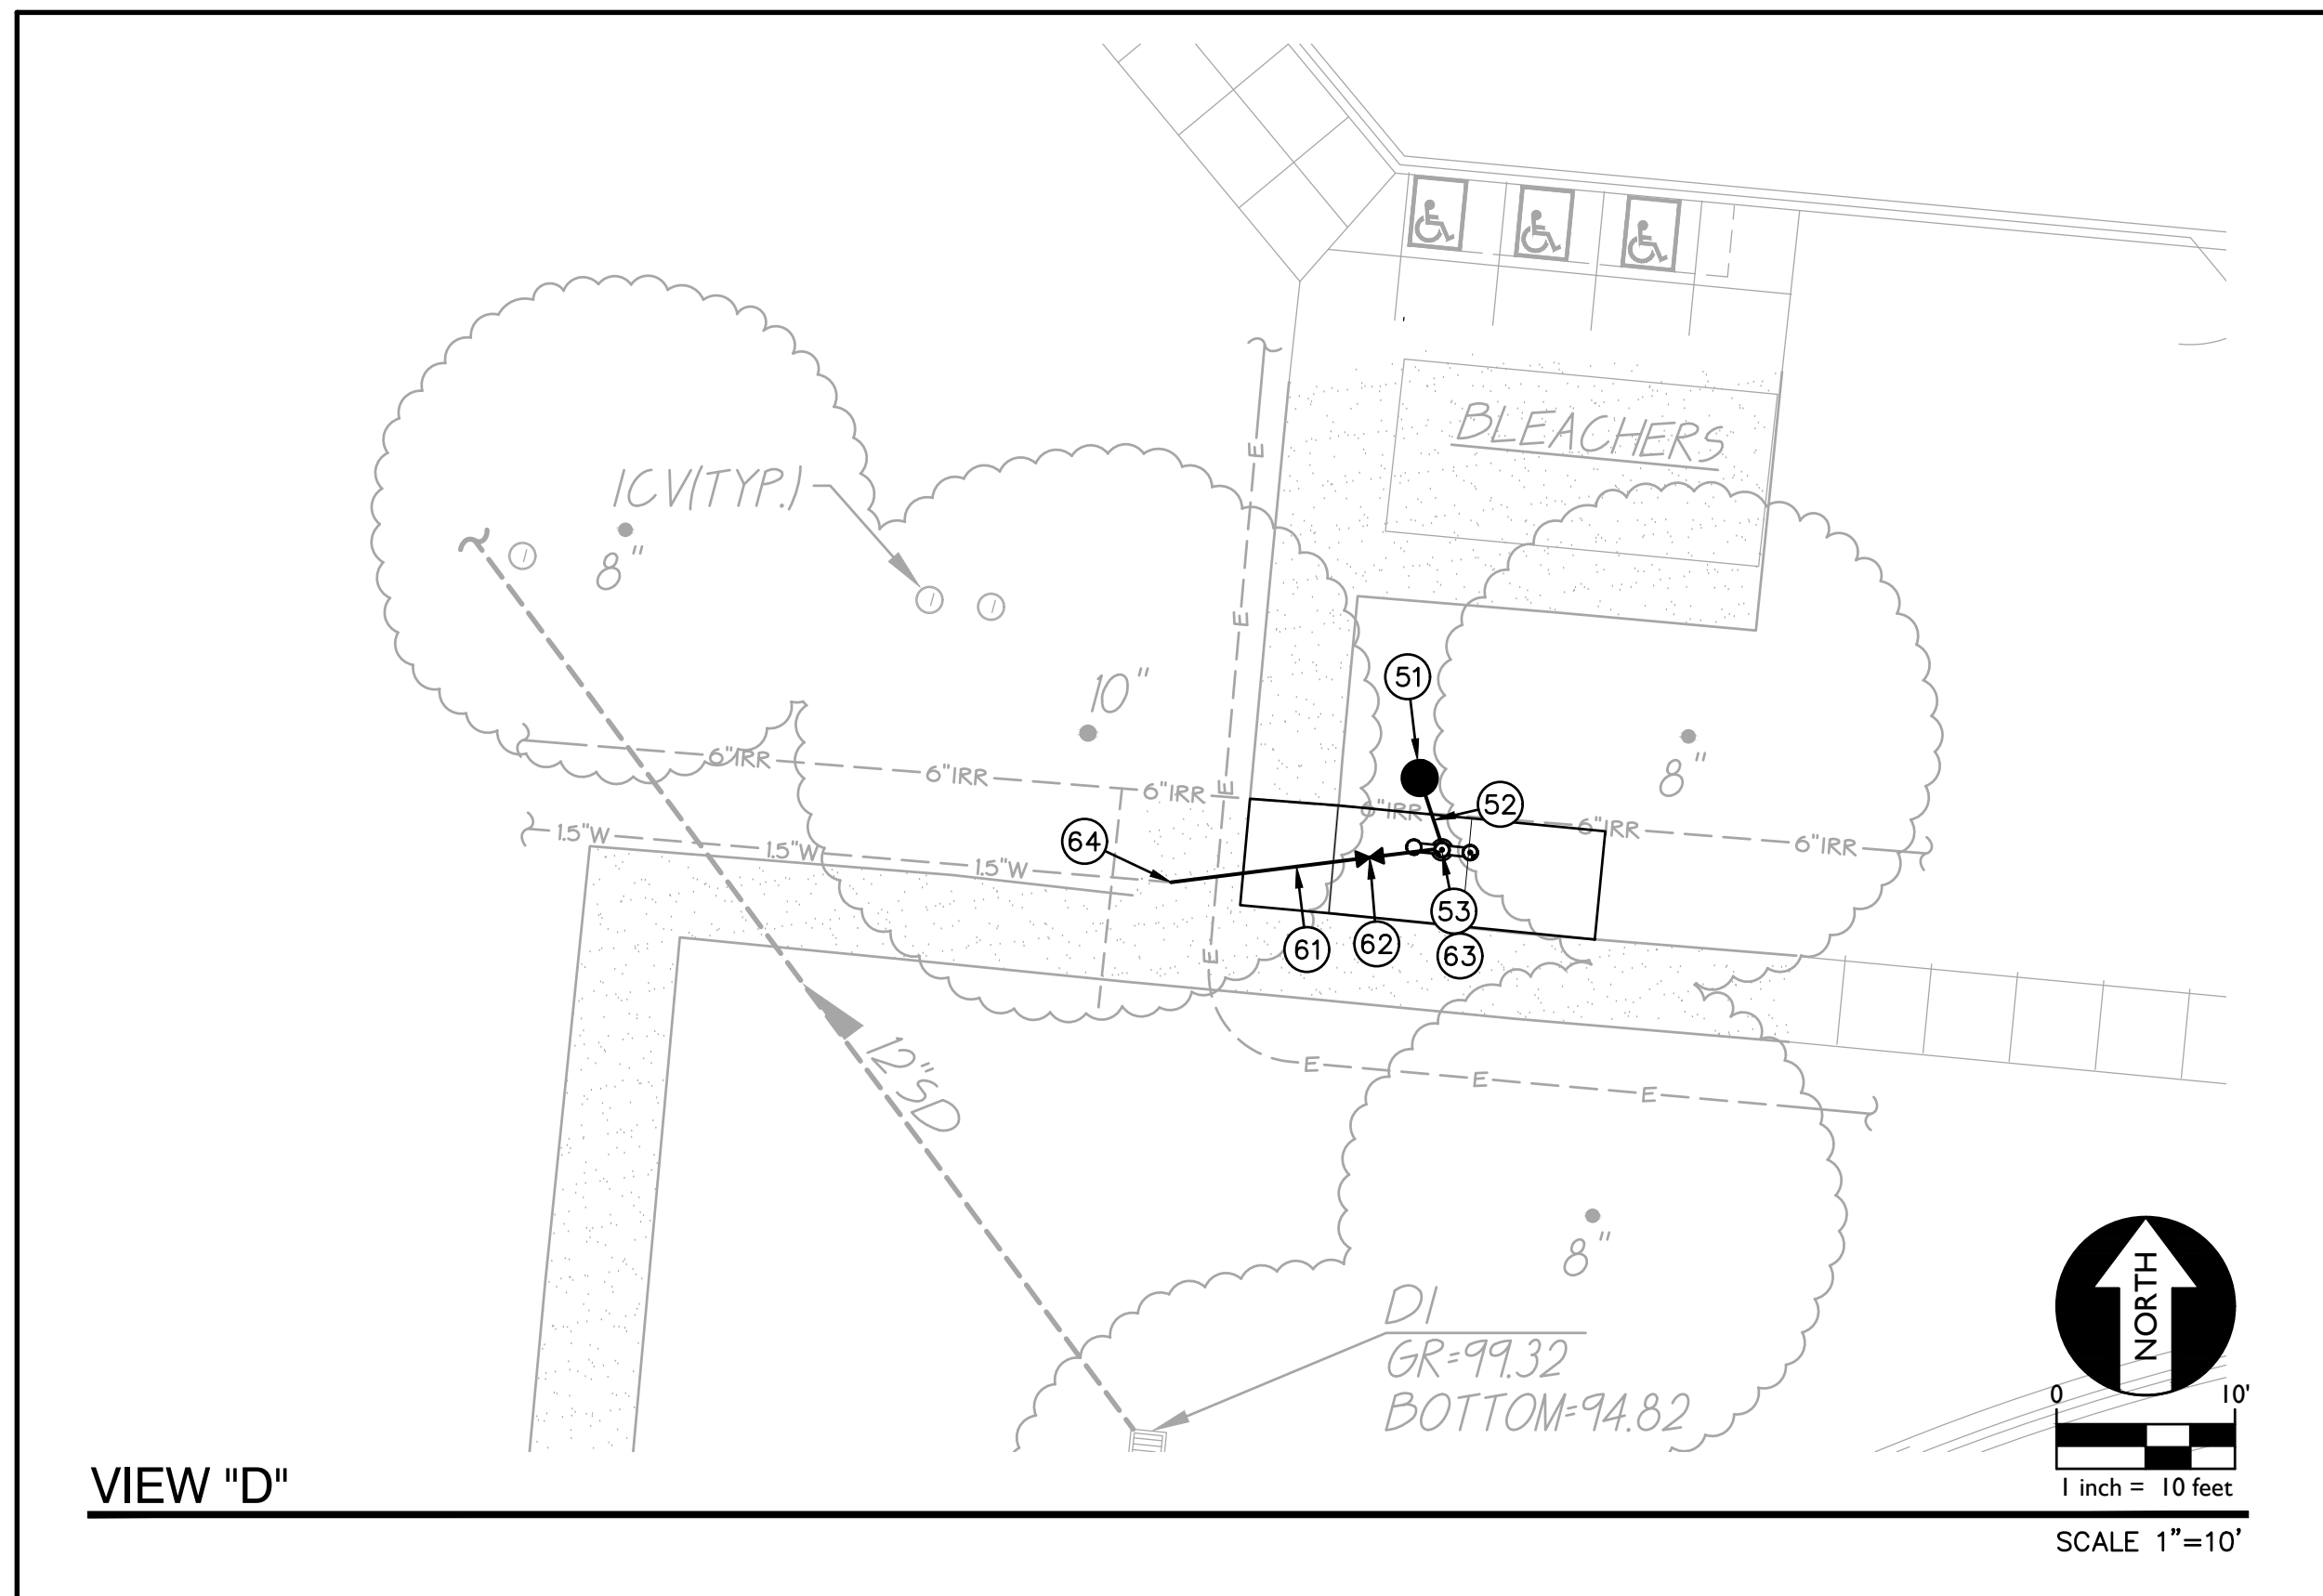 BLEACHERS
ICV(TYP.)
8"
10"
51
8"
6"IRR
6"IRR
6"IRR
6"IRR
6"IRR
6"IRR
52
1.5"W
1.5"W
1.5"W
64
53
61
62
63
E
E
E
E
E
E
E
12"SD
8"
DI
GR=99.32
BOTTOM=94.82
NORTH
0 10'
1 inch = 10 feet
VIEW "D"
SCALE 1"=10'